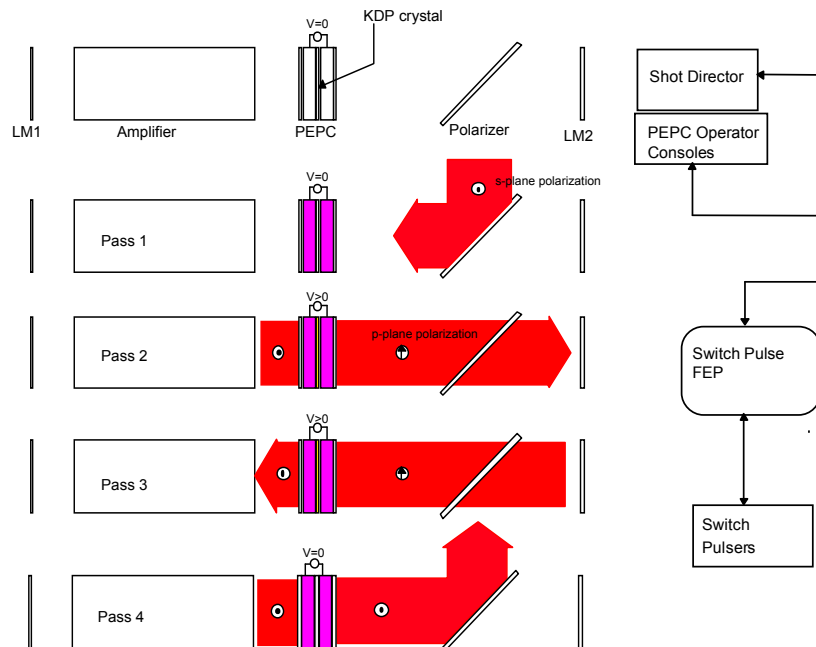 KDP crystal
V=0
LM1
Amplifier
PEPC
Polarizer
LM2
Shot Director
PEPC Operator
Consoles
V=0
s-plane polarization
Pass 1
V>0
p-plane polarization
Pass 2
Switch Pulse
FEP
V>0
Pass 3
Switch
Pulsers
V=0
Pass 4